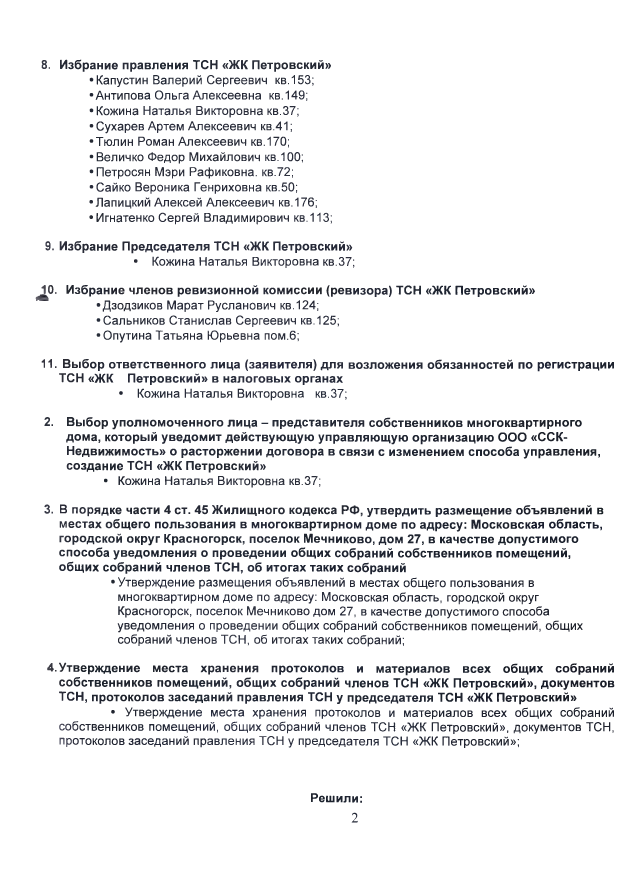 8. Избрание правления ТСН «ЖК Петровский»
• Капустин Валерий Сергеевич кв.153;
• Антипова Ольга Алексеевна кв.149;
• Кожина Наталья Викторовна кв.37;
• Сухарев Артем Алексеевич кв.41;
• Тюлин Роман Алексеевич кв.170;
• Величко Федор Михайлович кв.100;
• Петросян Мэри Рафиковна. кв.72;
• Сайко Вероника Генриховна кв.50;
• Лапицкий Алексей Алексеевич кв.176;
• Игнатенко Сергей Владимирович кв.113;
9. Избрание Председателя ТСН «ЖК Петровский»
• Кожина Наталья Викторовна кв.37;
10. Избрание членов ревизионной комиссии (ревизора) ТСН «ЖК Петровский»
• Дзодзиков Марат Русланович кв.124;
• Сальников Станислав Сергеевич кв.125;
• Опутина Татьяна Юрьевна пом.6;
11. Выбор ответственного лица (заявителя) для возложения обязанностей по регистрации
ТСН «ЖК Петровский» в налоговых органах
• Кожина Наталья Викторовна кв.37;
2. Выбор уполномоченного лица – представителя собственников многоквартирного
дома, который уведомит действующую управляющую организацию ООО «ССК-
Недвижимость» о расторжении договора в связи с изменением способа управления,
создание ТСН «ЖК Петровский»
• Кожина Наталья Викторовна кв.37;
3. В порядке части 4 ст. 45 Жилищного кодекса РФ, утвердить размещение объявлений в
местах общего пользования в многоквартирном доме по адресу: Московская область,
городской округ Красногорск, поселок Мечниково, дом 27, в качестве допустимого
способа уведомления о проведении общих собраний собственников помещений,
общих собраний членов ТСН, об итогах таких собраний
• Утверждение размещения объявлений в местах общего пользования в
многоквартирном доме по адресу: Московская область, городской округ
Красногорск, поселок Мечниково дом 27, в качестве допустимого способа
уведомления о проведении общих собраний собственников помещений, общих
собраний членов ТСН, об итогах таких собраний;
4. Утверждение места хранения протоколов и материалов всех общих собраний
собственников помещений, общих собраний членов ТСН «ЖК Петровский», документов
ТСН, протоколов заседаний правления ТСН у председателя ТСН «ЖК Петровский»
• Утверждение места хранения протоколов и материалов всех общих собраний
собственников помещений, общих собраний членов ТСН «ЖК Петровский», документов ТСН,
протоколов заседаний правления ТСН у председателя ТСН «ЖК Петровский»;
Решили:
2